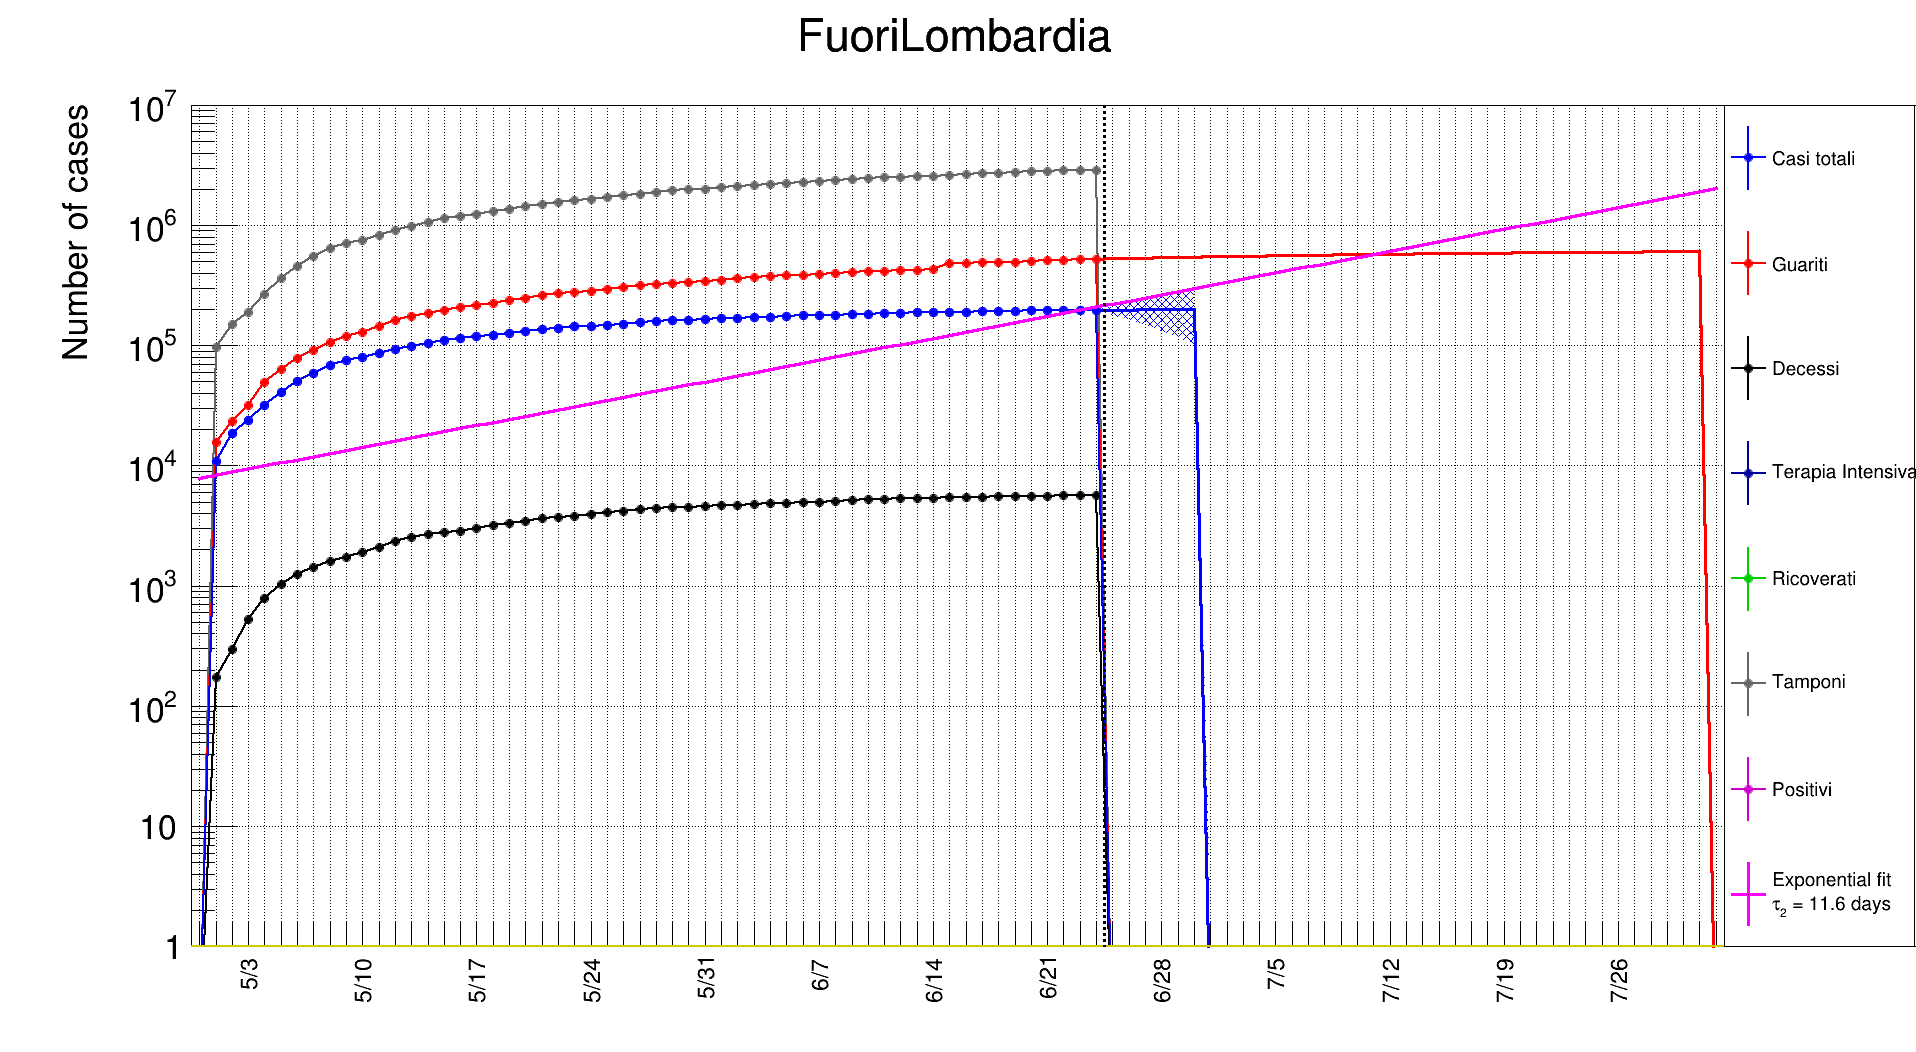 FuoriLombardia
Number of cases
10^7
10^6
10^5
10^4
10^3
10^2
10
1
5/3
5/10
5/17
5/24
5/31
6/7
6/14
6/21
6/28
7/5
7/12
7/19
7/26
Casi totali
Guariti
Decessi
Terapia Intensiva
Ricoverati
Tamponi
Positivi
Exponential fit
τ₂ = 11.6 days